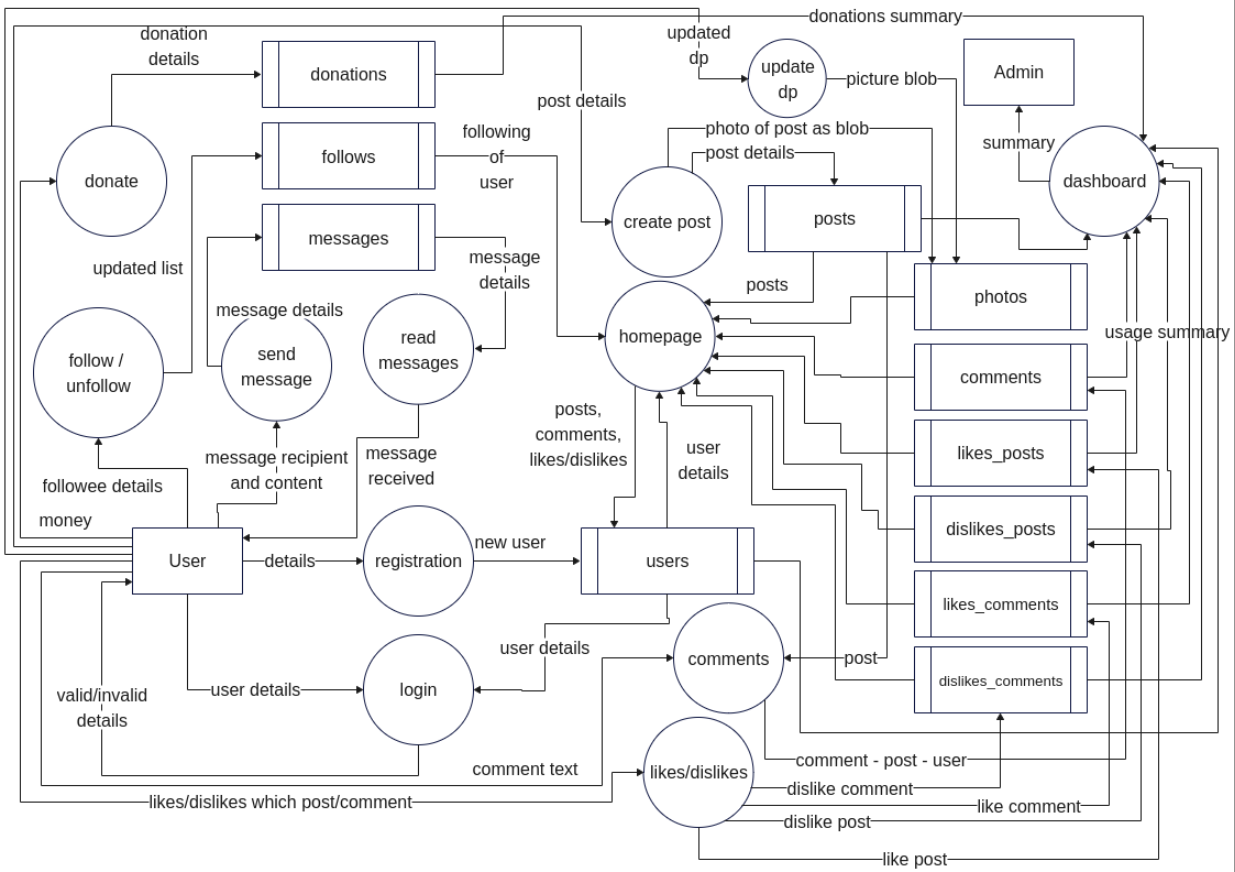 donations summary
donation
details
updated
dp
donations
update
dp
picture blob
Admin
post details
following
of
user
photo of post as blob
post details
summary
follows
donate
dashboard
create post
posts
messages
message
details
updated list
posts
photos
message details
usage summary
read
messages
homepage
follow /
unfollow
send
message
comments
posts,
comments,
likes/dislikes
user
details
likes_posts
message recipient
and content
message
received
followee details
money
dislikes_posts
new user
User
details
registration
users
likes_comments
user details
comments
post
dislikes_comments
valid/invalid
details
user details
login
comment text
likes/dislikes
comment - post - user
dislike comment
likes/dislikes which post/comment
like comment
dislike post
like post